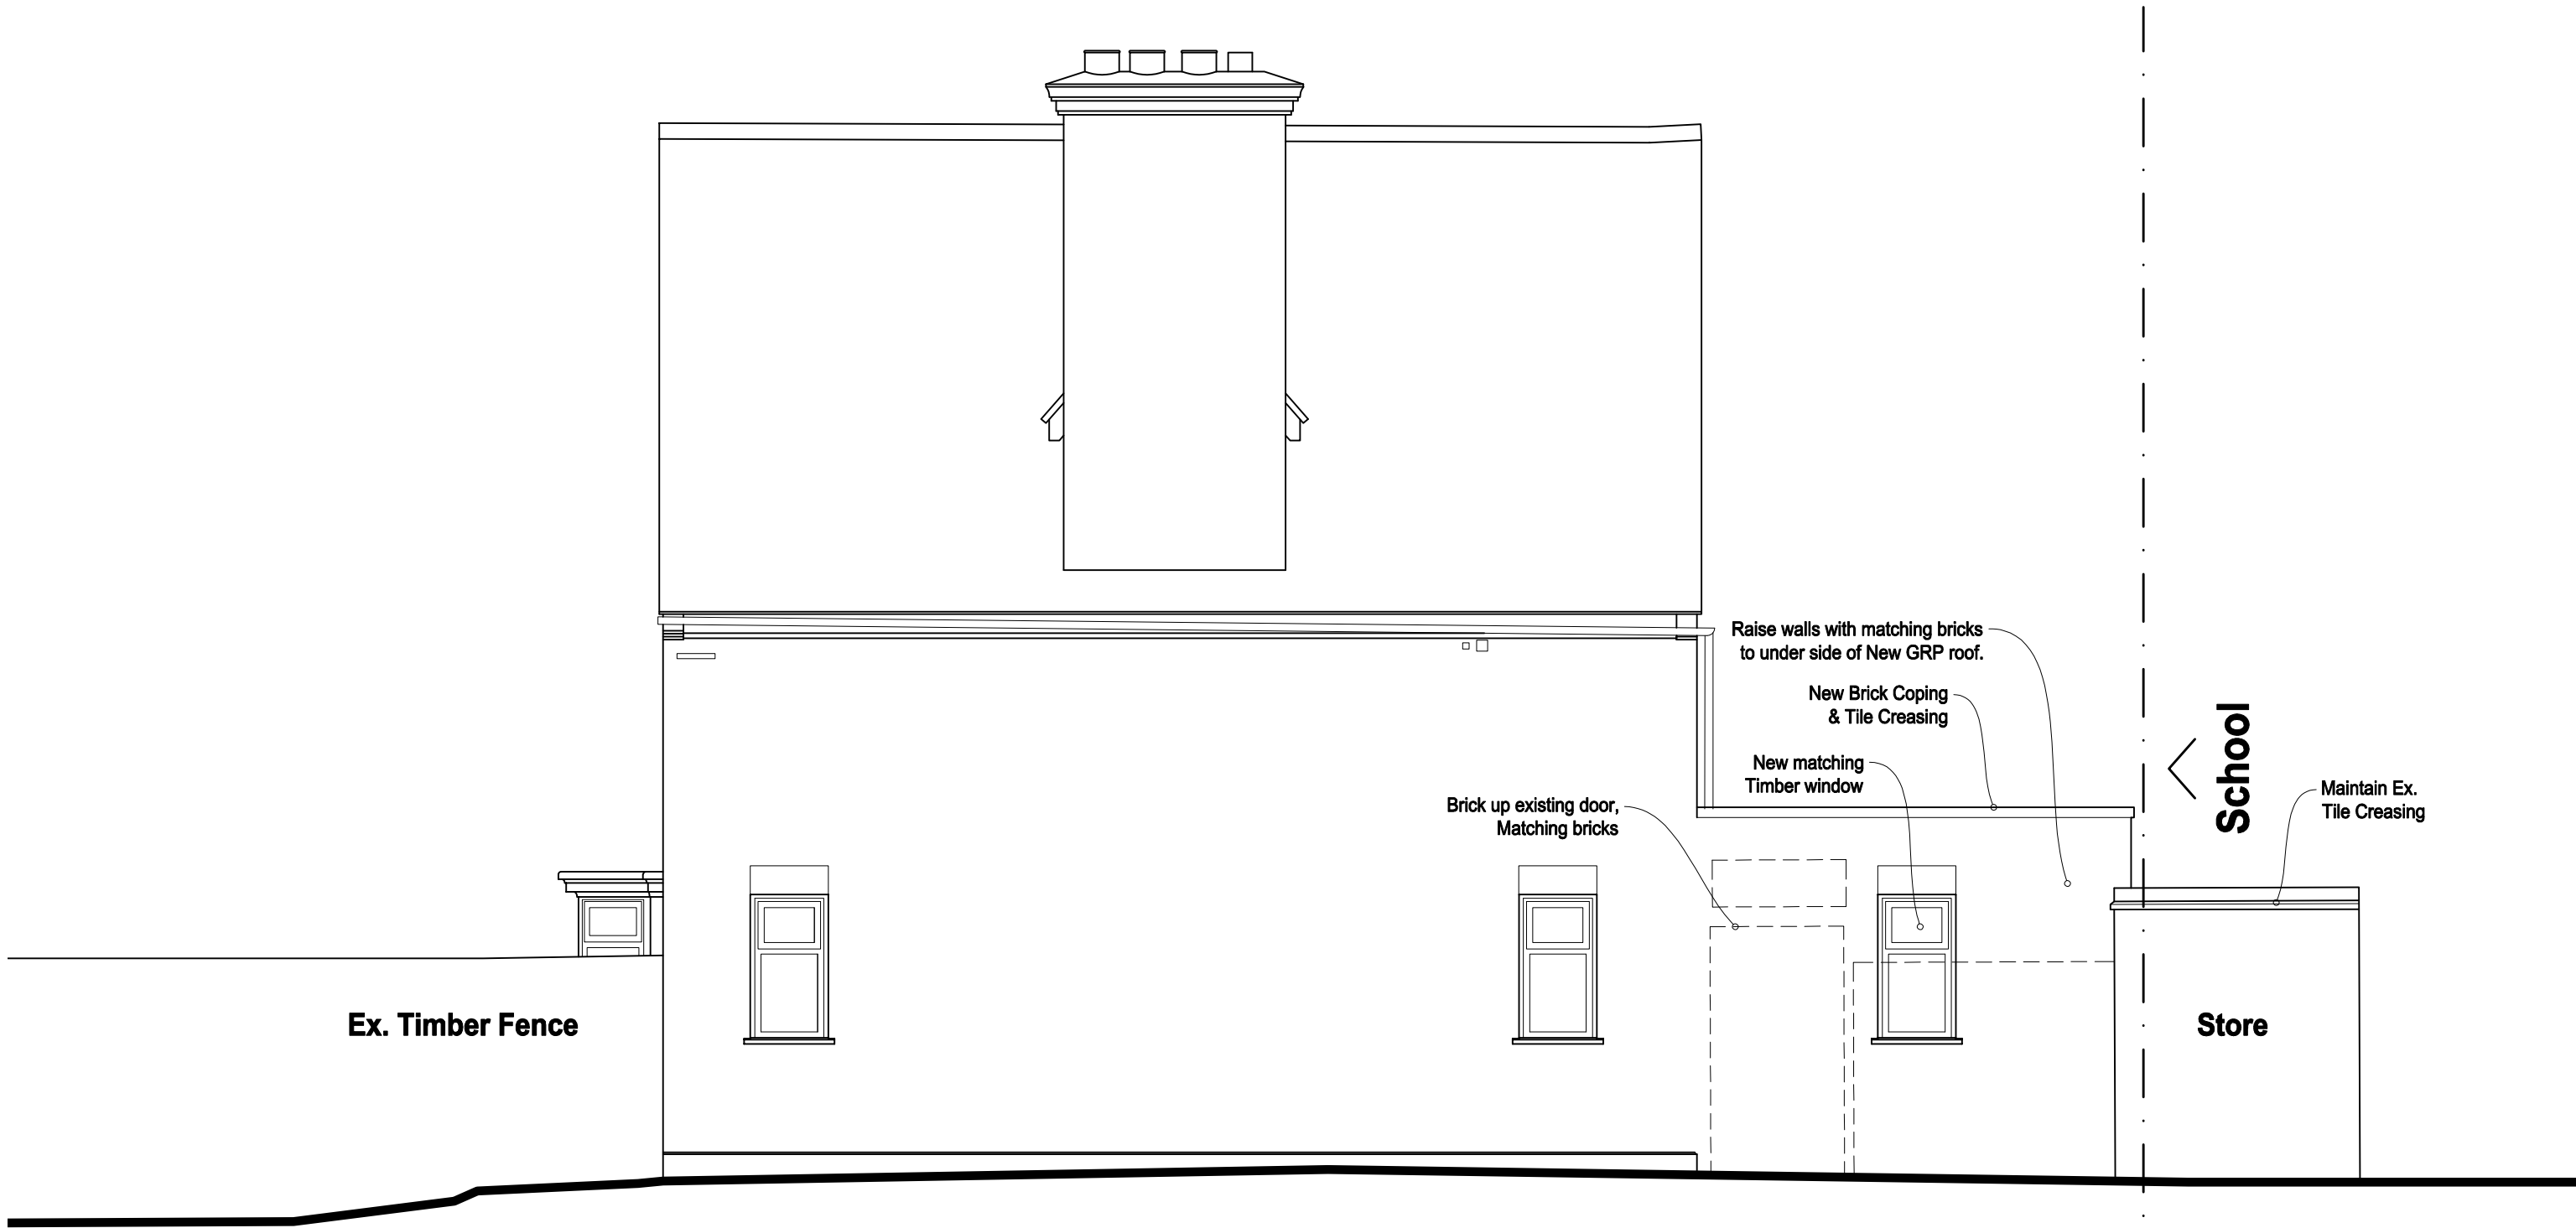 Raise walls with matching bricks
to under side of New GRP roof.
New Brick Coping
& Tile Creasing
New matching
Timber window
Brick up existing door,
Matching bricks
School
Maintain Ex.
Tile Creasing
Ex. Timber Fence
Store